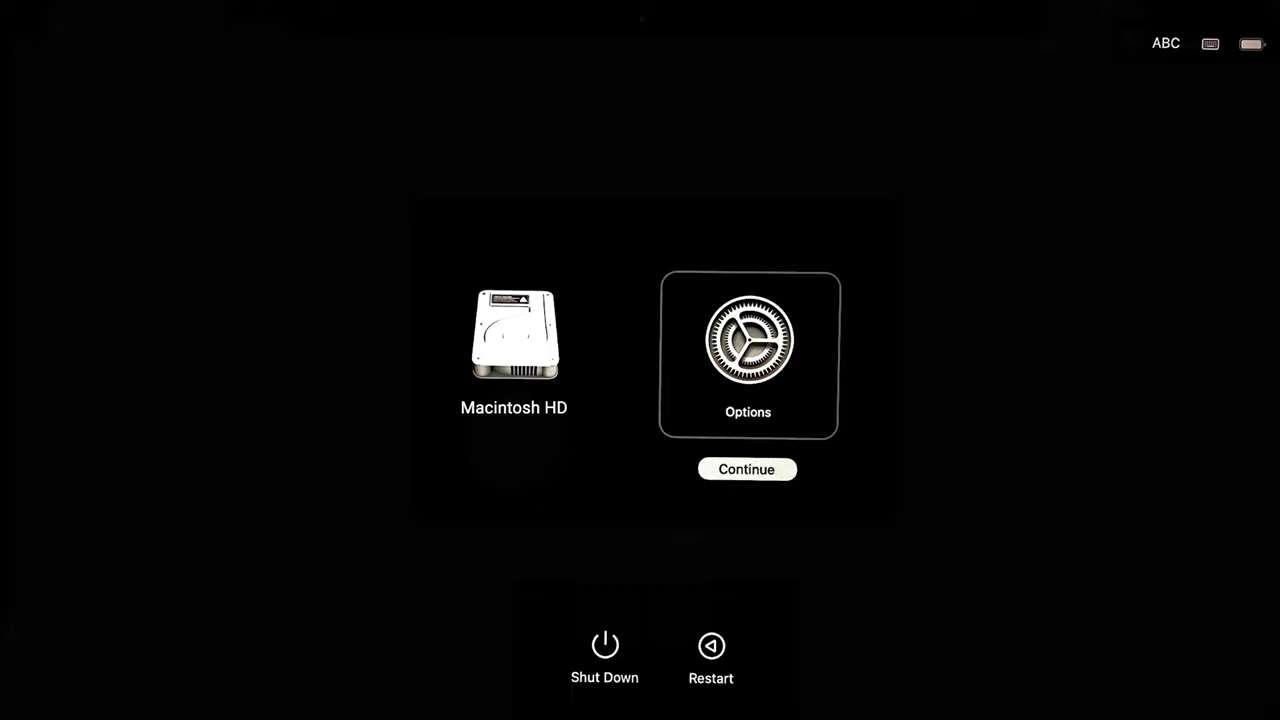 ABC
Macintosh HD
Options
Continue
Shut Down
Restart